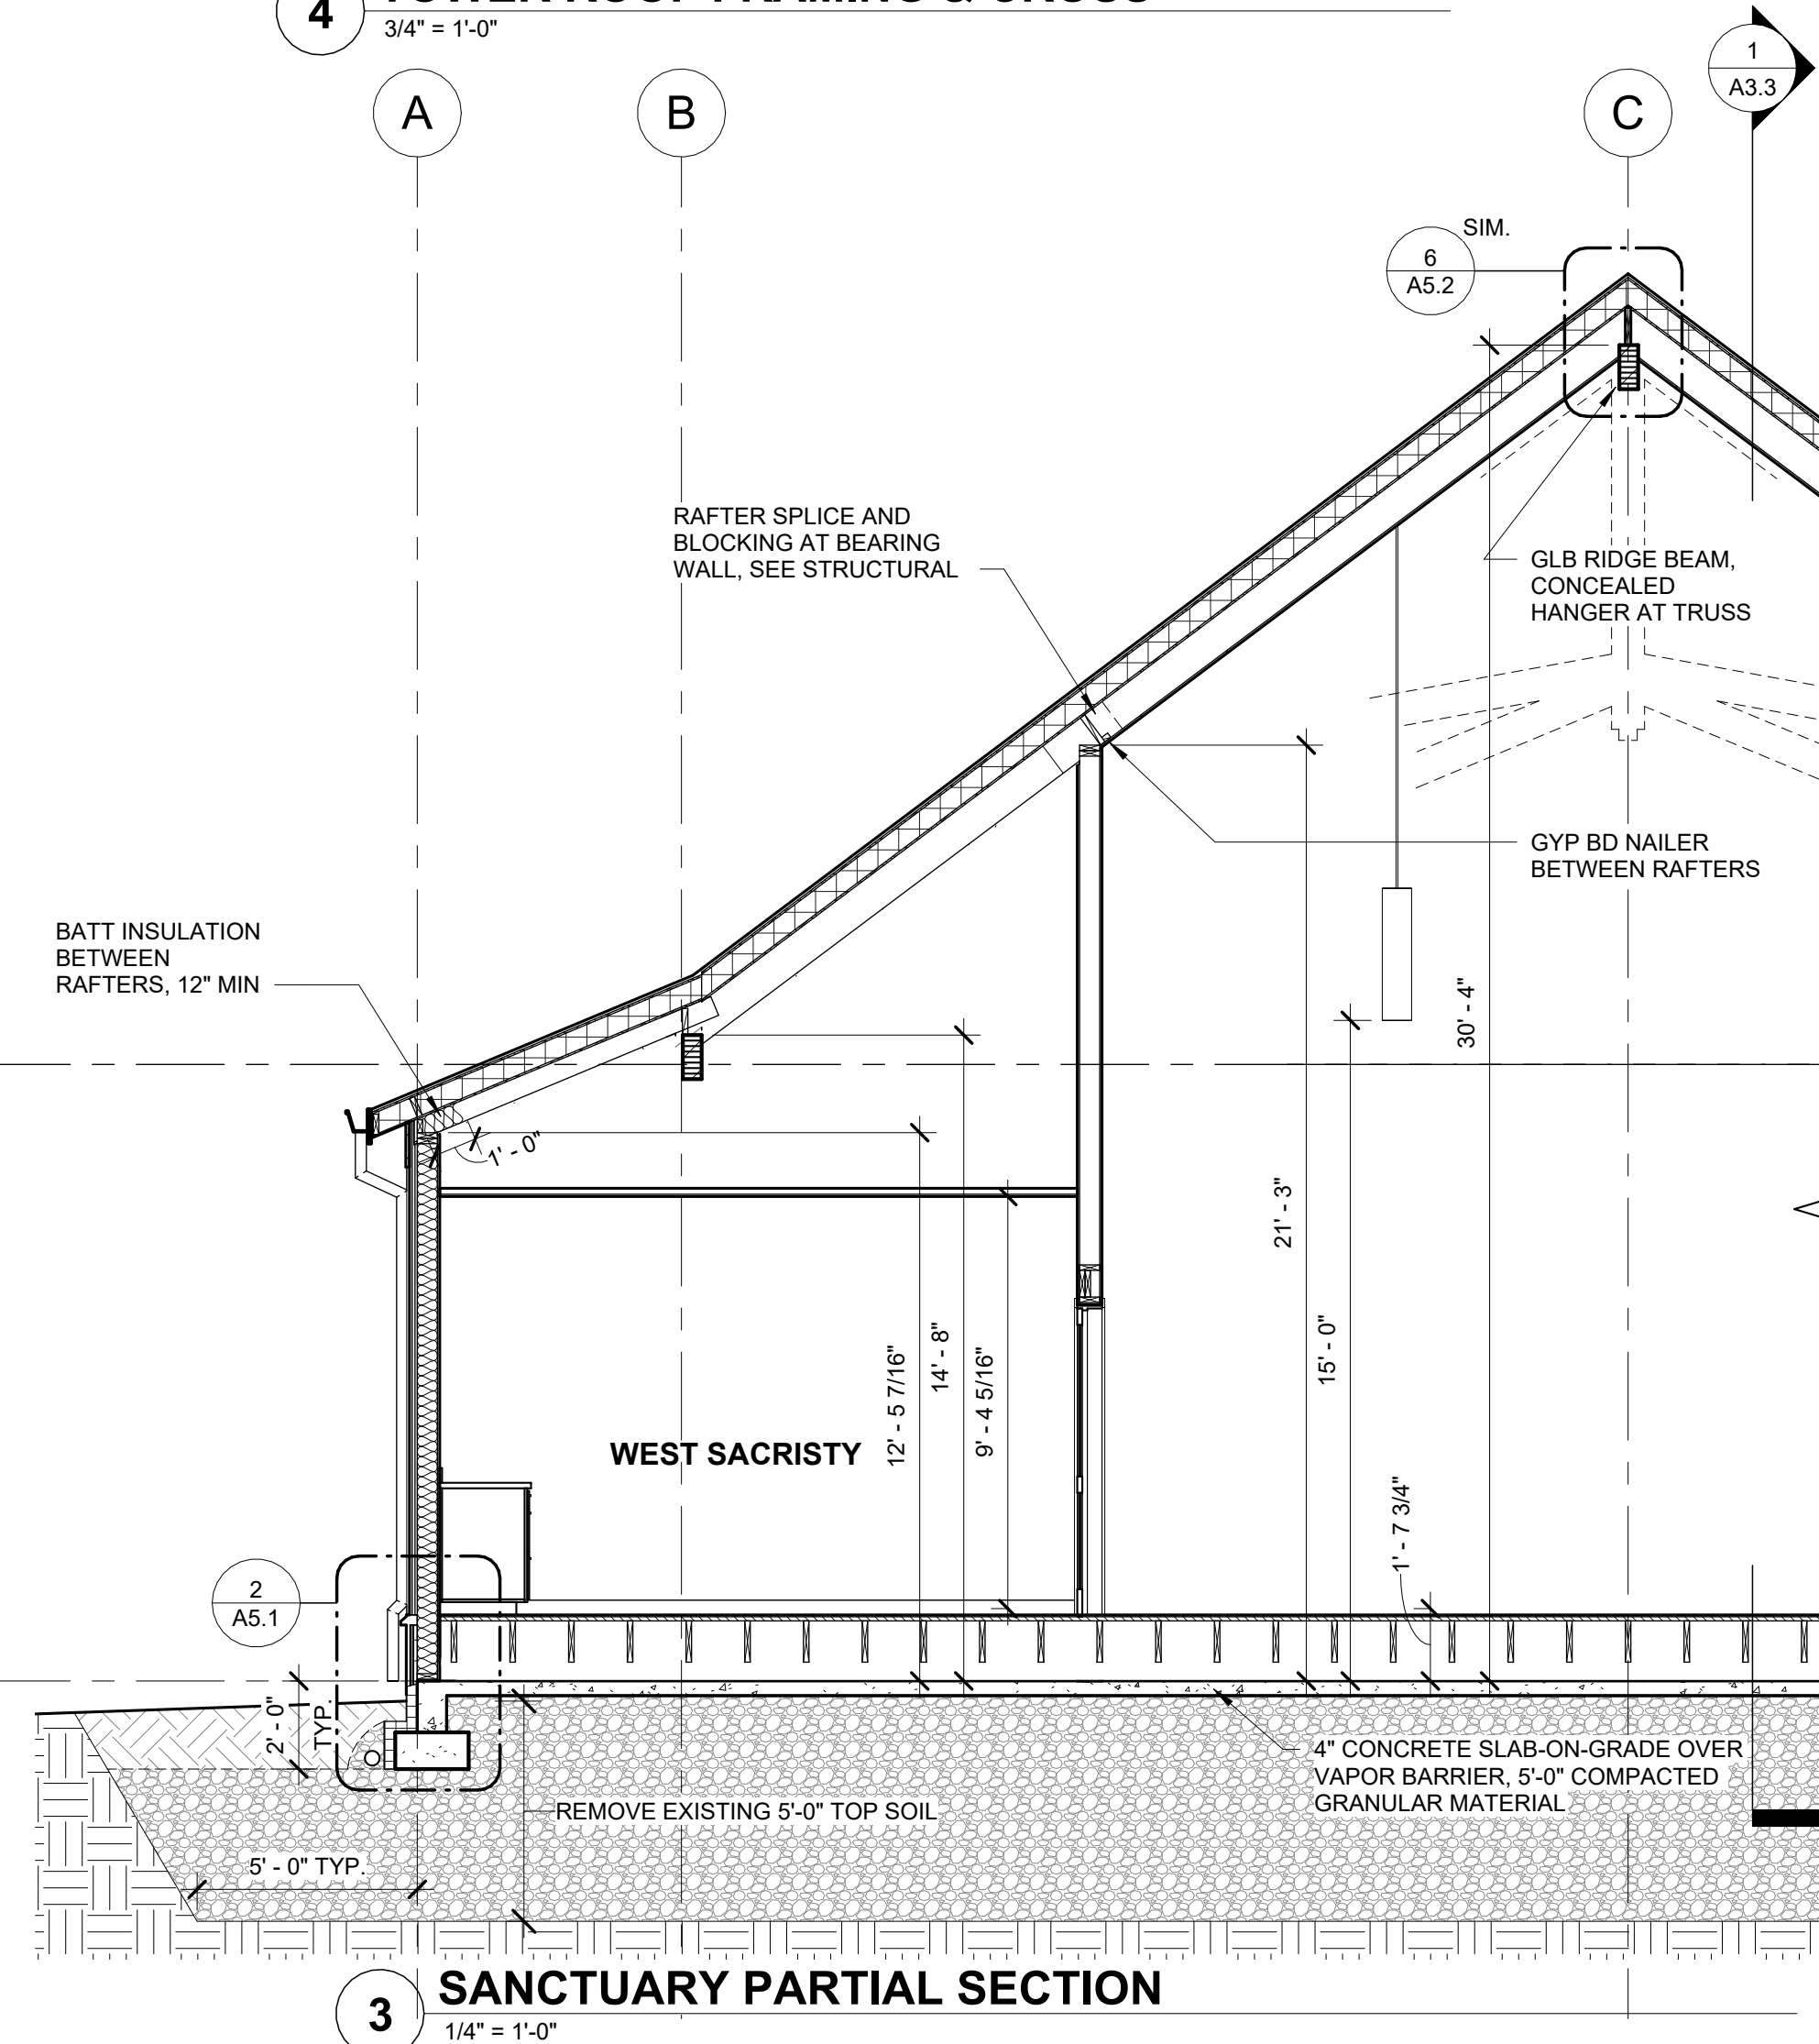 4
TOWER ROOF FRAMING & CROSS
3/4" = 1'-0"
1
A3.3
A
B
C
SIM.
6
A5.2
RAFTER SPLICE AND
BLOCKING AT BEARING
WALL, SEE STRUCTURAL
GLB RIDGE BEAM,
CONCEALED
HANGER AT TRUSS
GYP BD NAILER
BETWEEN RAFTERS
BATT INSULATION
BETWEEN
RAFTERS, 12" MIN
30' - 4"
1' - 0"
21' - 3"
15' - 0"
14' - 8"
12' - 5 7/16"
9' - 4 5/16"
WEST SACRISTY
1' - 7 3/4"
2
A5.1
2' - 0"
TYP.
4" CONCRETE SLAB-ON-GRADE OVER
VAPOR BARRIER, 5'-0" COMPACTED
GRANULAR MATERIAL
REMOVE EXISTING 5'-0" TOP SOIL
5' - 0" TYP.
3
SANCTUARY PARTIAL SECTION
1/4" = 1'-0"